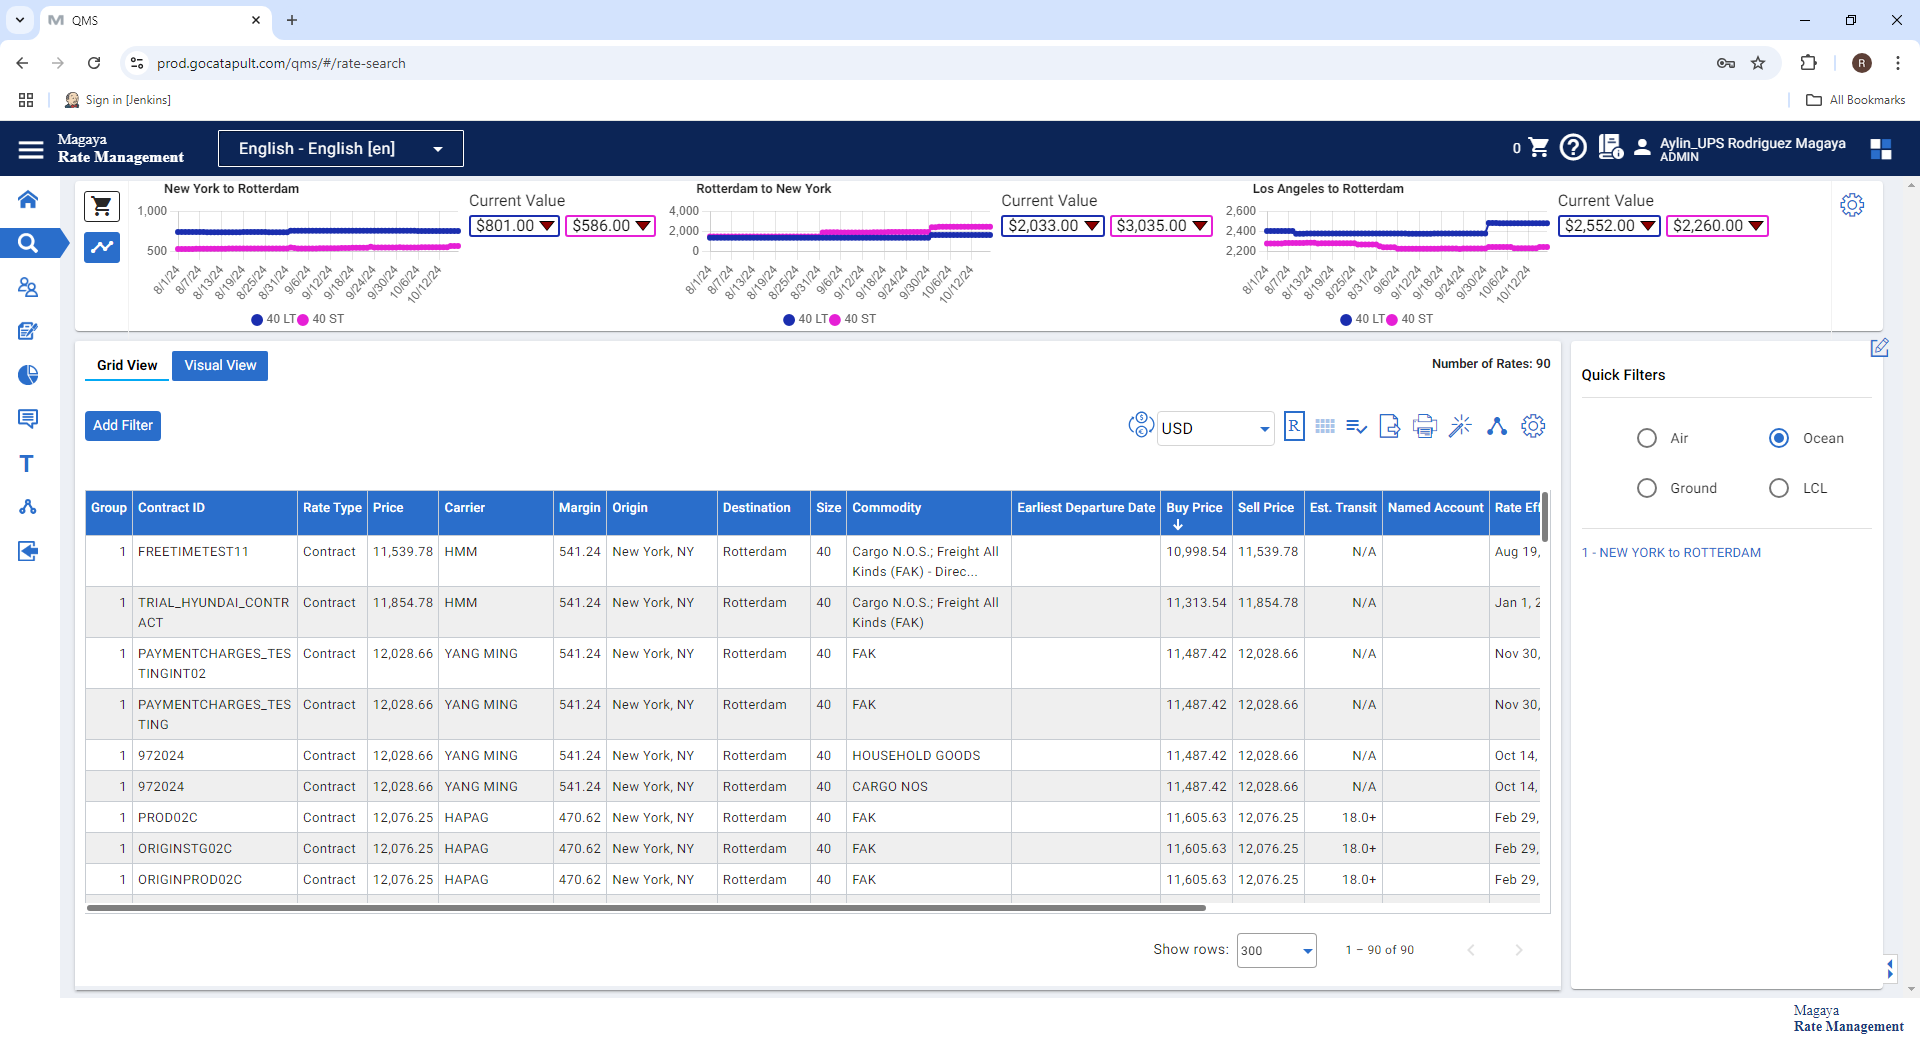 QMS
prod.gocatapult.com/qms/#/rate-search
R
Sign in [Jenkins]
All Bookmarks
Magaya
Rate Management
English - English [en]
0
Aylin_UPS Rodriguez Magaya
ADMIN
New York to Rotterdam
1,000
500
8/1/24 8/7/24 8/13/24 8/19/24 8/25/24 8/31/24 9/6/24 9/12/24 9/18/24 9/24/24 9/30/24 10/6/24 10/12/24
40 LT 40 ST
Current Value
$801.00 $586.00
Rotterdam to New York
4,000
2,000
0
8/1/24 8/7/24 8/13/24 8/19/24 8/25/24 8/31/24 9/6/24 9/12/24 9/18/24 9/24/24 9/30/24 10/6/24 10/12/24
40 LT 40 ST
Current Value
$2,033.00 $3,035.00
Los Angeles to Rotterdam
2,600
2,400
2,200
8/1/24 8/7/24 8/13/24 8/19/24 8/25/24 8/31/24 9/6/24 9/12/24 9/18/24 9/24/24 9/30/24 10/6/24 10/12/24
40 LT 40 ST
Current Value
$2,552.00 $2,260.00
Grid View Visual View
Number of Rates: 90
Add Filter
USD
R
Group Contract ID Rate Type Price Carrier Margin Origin Destination Size Commodity Earliest Departure Date Buy Price Sell Price Est. Transit Named Account Rate Eff
1 FREETIMETEST11 Contract 11,539.78 HMM 541.24 New York, NY Rotterdam 40 Cargo N.O.S.; Freight All 10,998.54 11,539.78 N/A Aug 19,
Kinds (FAK) - Direc...
1 TRIAL_HYUNDAI_CONTR Contract 11,854.78 HMM 541.24 New York, NY Rotterdam 40 Cargo N.O.S.; Freight All 11,313.54 11,854.78 N/A Jan 1, 2
ACT Kinds (FAK)
1 PAYMENTCHARGES_TES Contract 12,028.66 YANG MING 541.24 New York, NY Rotterdam 40 FAK 11,487.42 12,028.66 N/A Nov 30,
TINGINT02
1 PAYMENTCHARGES_TES Contract 12,028.66 YANG MING 541.24 New York, NY Rotterdam 40 FAK 11,487.42 12,028.66 N/A Nov 30,
TING
1 972024 Contract 12,028.66 YANG MING 541.24 New York, NY Rotterdam 40 HOUSEHOLD GOODS 11,487.42 12,028.66 N/A Oct 14,
1 972024 Contract 12,028.66 YANG MING 541.24 New York, NY Rotterdam 40 CARGO NOS 11,487.42 12,028.66 N/A Oct 14,
1 PROD02C Contract 12,076.25 HAPAG 470.62 New York, NY Rotterdam 40 FAK 11,605.63 12,076.25 18.0+ Feb 29,
1 ORIGINSTG02C Contract 12,076.25 HAPAG 470.62 New York, NY Rotterdam 40 FAK 11,605.63 12,076.25 18.0+ Feb 29,
1 ORIGINPROD02C Contract 12,076.25 HAPAG 470.62 New York, NY Rotterdam 40 FAK 11,605.63 12,076.25 18.0+ Feb 29,
Show rows: 300 1 – 90 of 90
Quick Filters
Air Ocean
Ground LCL
1 - NEW YORK to ROTTERDAM
Magaya
Rate Management